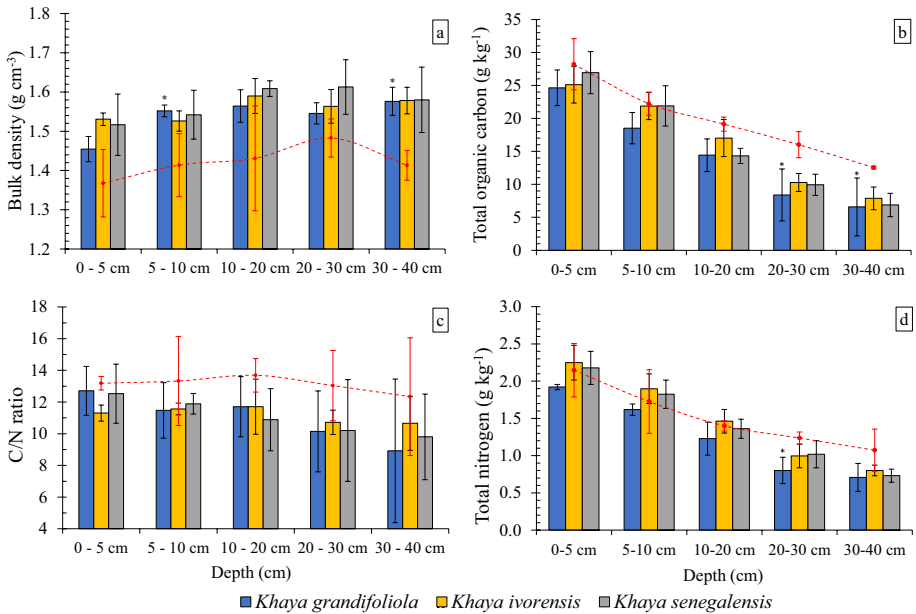 a
Bulk density (g cm⁻³)
1.8
1.7
1.6
1.5
1.4
1.3
1.2
*
*
0 - 5 cm 5 - 10 cm 10 - 20 cm 20 - 30 cm 30 - 40 cm
b
Total organic carbon (g kg⁻¹)
35
30
25
20
15
10
5
0
*
*
0-5 cm 5-10 cm 10-20 cm 20-30 cm 30-40 cm
c
C/N ratio
18
16
14
12
10
8
6
4
0 - 5 cm 5 - 10 cm 10 - 20 cm 20 - 30 cm 30 - 40 cm
Depth (cm)
d
Total nitrogen (g kg⁻¹)
3.0
2.5
2.0
1.5
1.0
0.5
0.0
*
0-5 cm 5-10 cm 10-20 cm 20-30 cm 30-40 cm
Depth (cm)
Khaya grandifoliola Khaya ivorensis Khaya senegalensis